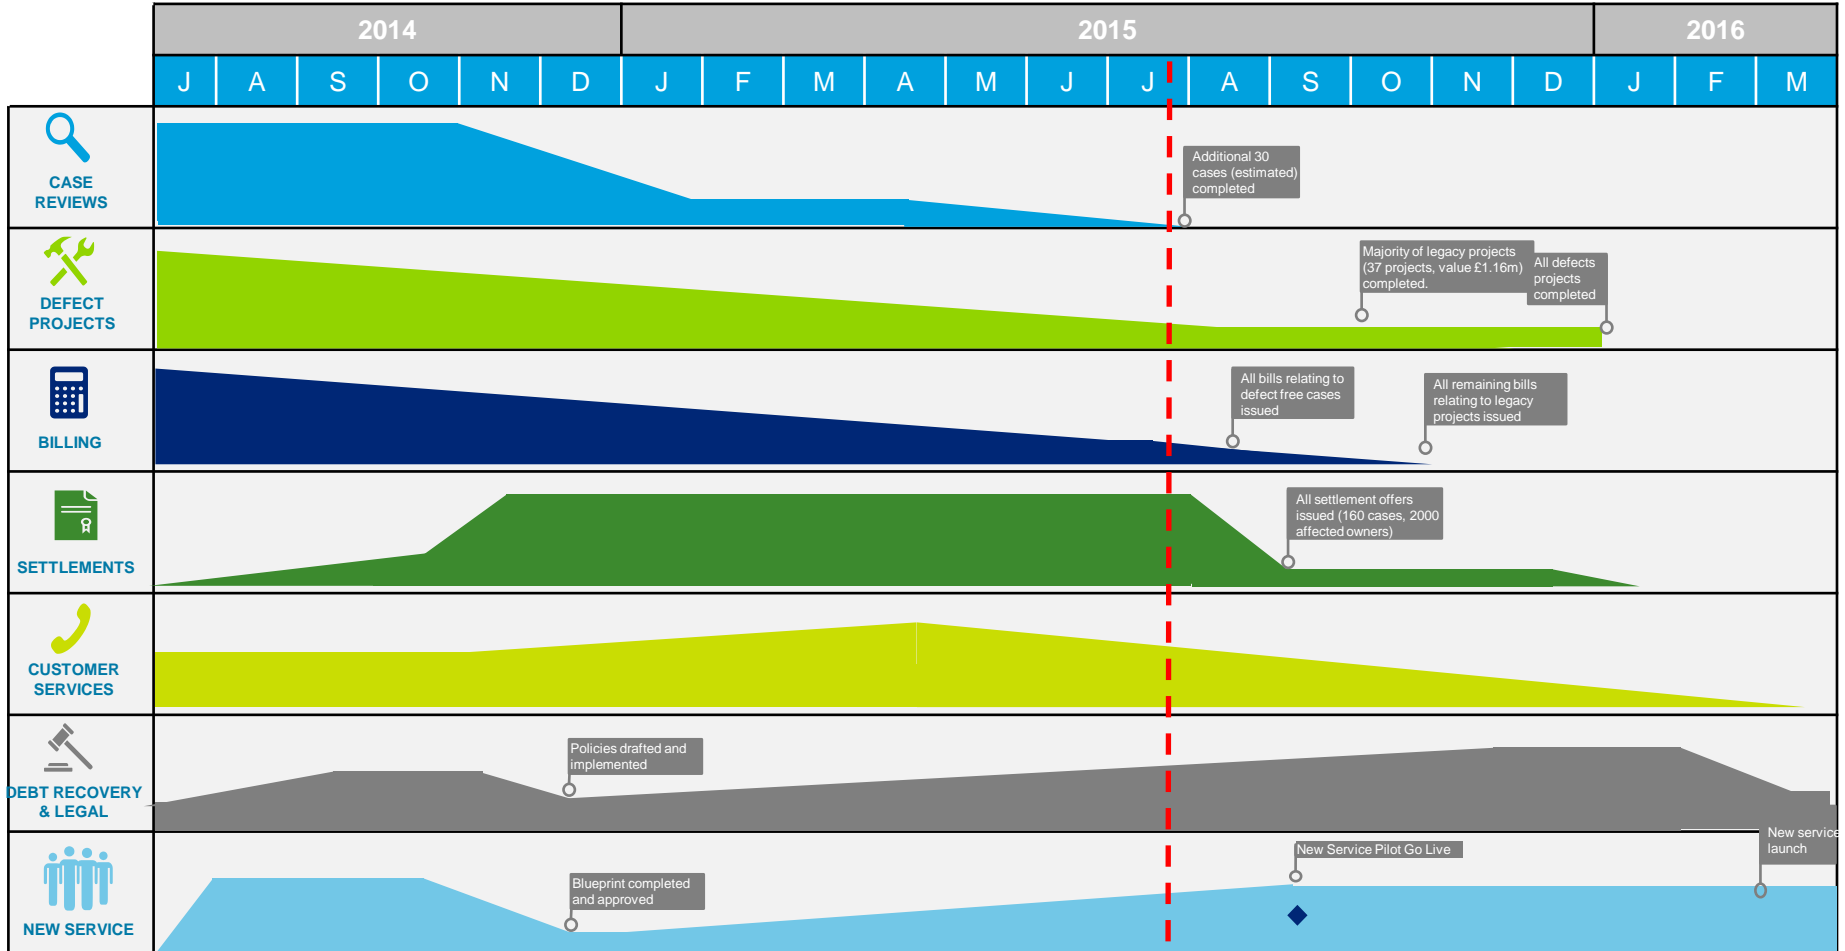 2014 2015 2016
J A S O N D J F M A M J J A S O N D J F M
CASE
REVIEWS
Additional 30
cases (estimated)
completed
DEFECT
PROJECTS
Majority of legacy projects
(37 projects, value £1.16m)
completed.
All defects
projects
completed
BILLING
All bills relating to
defect free cases
issued
All remaining bills
relating to legacy
projects issued
SETTLEMENTS
All settlement offers
issued (160 cases, 2000
affected owners)
CUSTOMER
SERVICES
DEBT RECOVERY
& LEGAL
Policies drafted and
implemented
NEW SERVICE
Blueprint completed
and approved
New Service Pilot Go Live
New service
launch